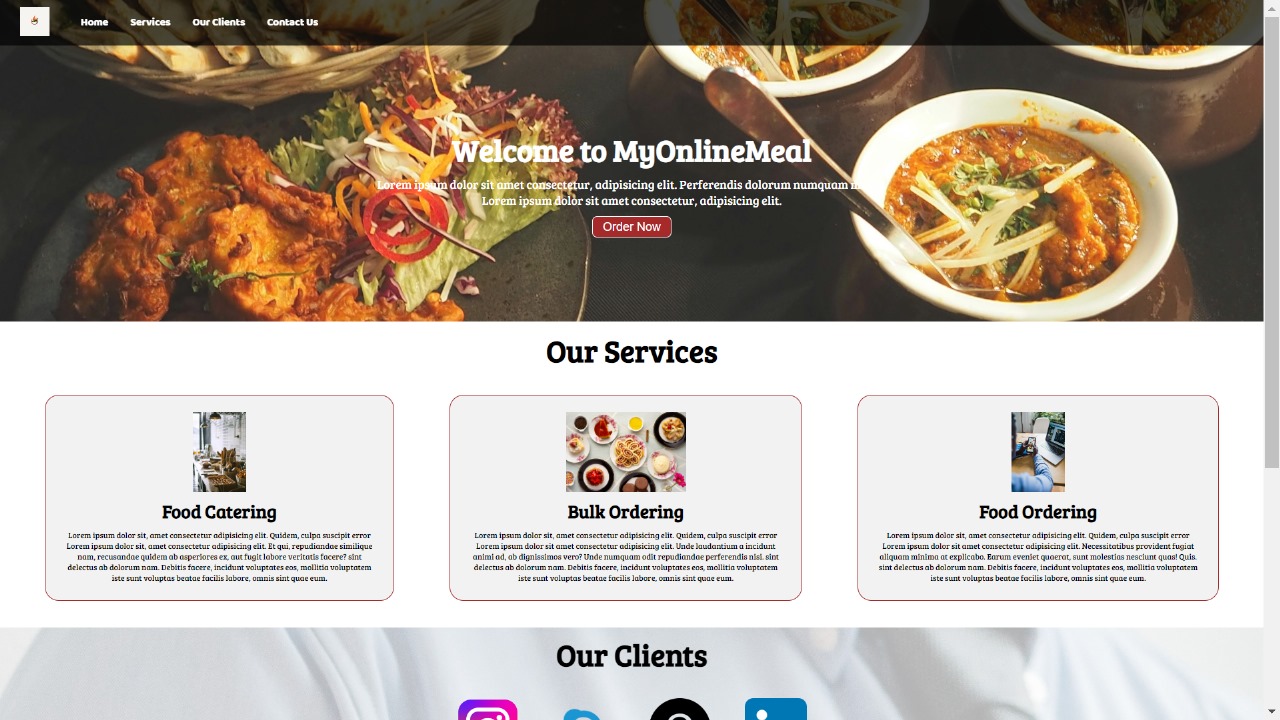 Home Services Our Clients Contact Us
Welcome to MyOnlineMeal
Lorem ipsum dolor sit amet consectetur, adipisicing elit. Perferendis dolorum numquam
Lorem ipsum dolor sit amet consectetur, adipisicing elit.
Order Now
Our Services
Food Catering
Lorem ipsum dolor sit, amet consectetur adipisicing elit. Quidem, culpa suscipit error
Lorem ipsum dolor sit, amet consectetur adipisicing elit. Et qui, repudiandae similique
nam, recusandae quidem ab asperiores ex, aut fugit labore veritatis facere? sint
delectus ab dolorum nam. Debitis facere, incidunt voluptates eos, mollitia voluptatem
iste sunt voluptas beatae facilis labore, omnis sint quae eum.
Bulk Ordering
Lorem ipsum dolor sit, amet consectetur adipisicing elit. Quidem, culpa suscipit error
Lorem ipsum dolor sit, amet consectetur adipisicing elit. Unde laudantium a incidunt
animi ad, ob dignissimos vero? Unde numquam odit repudiandae perferendis nisi. sint
delectus ab dolorum nam. Debitis facere, incidunt voluptates eos, mollitia voluptatem
iste sunt voluptas beatae facilis labore, omnis sint quae eum.
Food Ordering
Lorem ipsum dolor sit, amet consectetur adipisicing elit. Quidem, culpa suscipit error
Lorem ipsum dolor sit, amet consectetur adipisicing elit. Necessitatibus provident fugiat
aliquam minima at explicabo. Earum eveniet quaerat, sunt molestias nesciunt quas! Quis.
sint delectus ab dolorum nam. Debitis facere, incidunt voluptates eos, mollitia voluptatem
iste sunt voluptas beatae facilis labore, omnis sint quae eum.
Our Clients